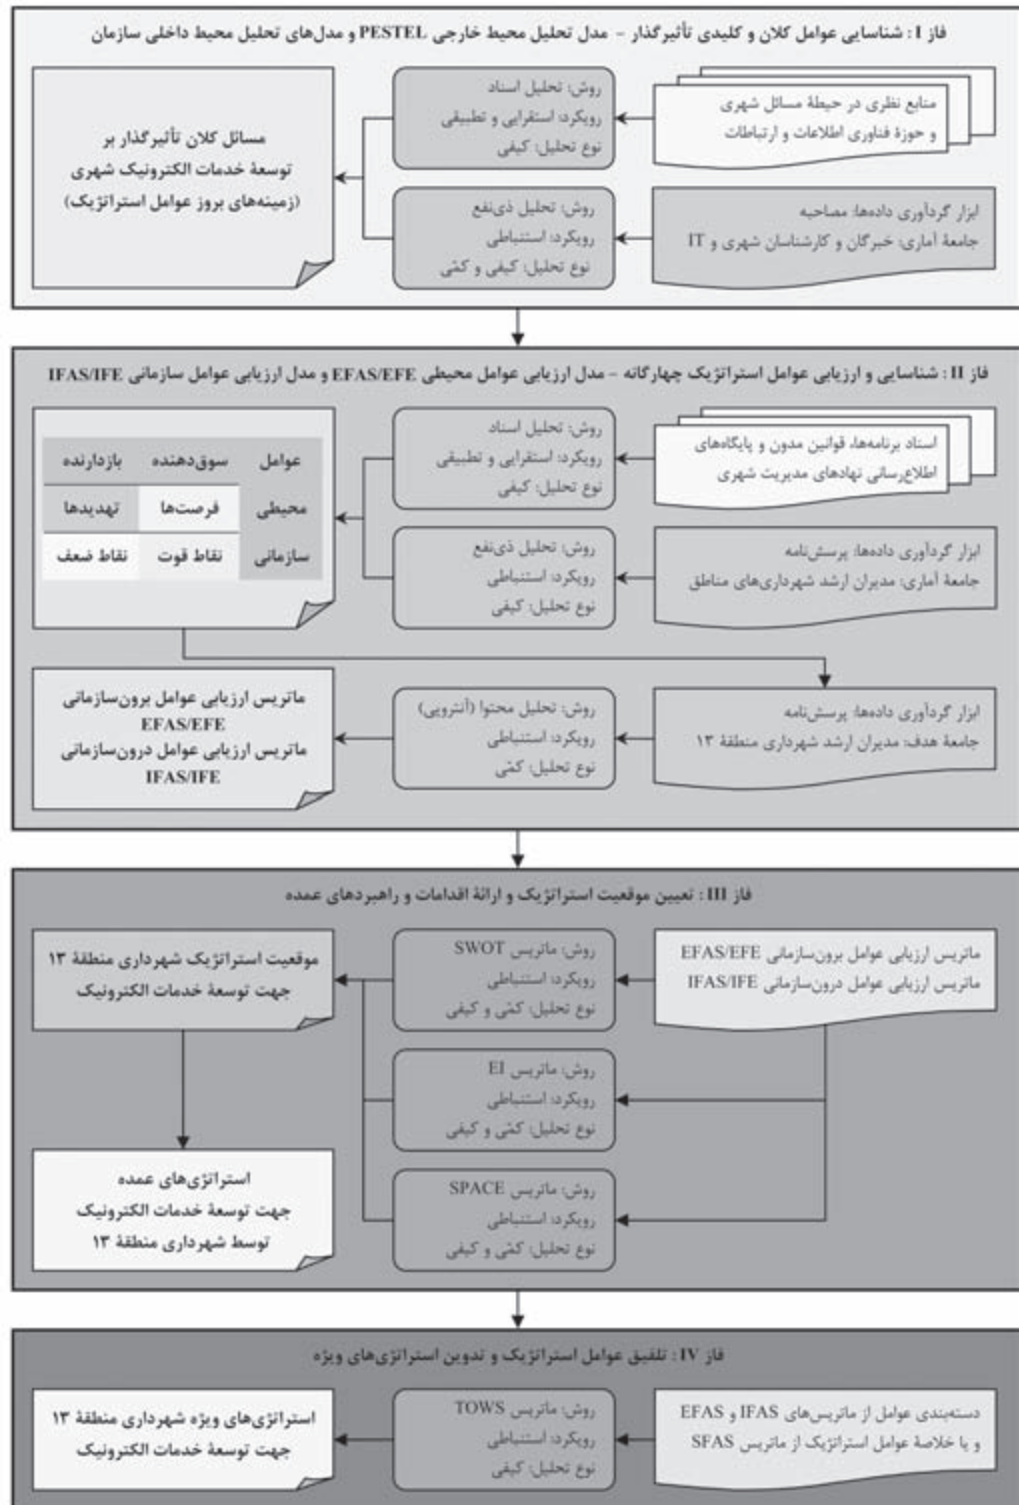 فاز I : شناسایی عوامل کلان و کلیدی تأثیرگذار - مدل تحلیل محیط خارجی PESTEL و مدل‌های تحلیل محیط داخلی سازمان
منابع نظری در حیطهٔ مسائل شهری
و حوزهٔ فناوری اطلاعات و ارتباطات
روش: تحلیل اسناد
رویکرد: استقرایی و تطبیقی
نوع تحلیل: کیفی
ابزار گردآوری داده‌ها: مصاحبه
جامعهٔ آماری: خبرگان و کارشناسان شهری و IT
روش: تحلیل ذی‌نفع
رویکرد: استنباطی
نوع تحلیل: کیفی و کمّی
مسائل کلان تأثیرگذار بر
توسعهٔ خدمات الکترونیک شهری
(زمینه‌های بروز عوامل استراتژیک)
فاز II : شناسایی و ارزیابی عوامل استراتژیک چهارگانه - مدل ارزیابی عوامل محیطی EFAS/EFE و مدل ارزیابی عوامل سازمانی IFAS/IFE
اسناد برنامه‌ها، قوانین مدون و پایگاه‌های
اطلاع‌رسانی نهادهای مدیریت شهری
روش: تحلیل اسناد
رویکرد: استقرایی و تطبیقی
نوع تحلیل: کیفی
ابزار گردآوری داده‌ها: پرسش‌نامه
جامعهٔ آماری: مدیران ارشد شهرداری‌های مناطق
روش: تحلیل ذی‌نفع
رویکرد: استنباطی
نوع تحلیل: کیفی
عوامل سوق‌دهنده بازدارنده
محیطی فرصت‌ها تهدیدها
سازمانی نقاط قوت نقاط ضعف
ابزار گردآوری داده‌ها: پرسش‌نامه
جامعهٔ هدف: مدیران ارشد شهرداری منطقهٔ ۱۳
روش: تحلیل محتوا (آنتروپی)
رویکرد: استنباطی
نوع تحلیل: کمّی
ماتریس ارزیابی عوامل برون‌سازمانی
EFAS/EFE
ماتریس ارزیابی عوامل درون‌سازمانی
IFAS/IFE
فاز III : تعیین موقعیت استراتژیک و ارائهٔ اقدامات و راهبردهای عمده
ماتریس ارزیابی عوامل برون‌سازمانی EFAS/EFE
ماتریس ارزیابی عوامل درون‌سازمانی IFAS/IFE
روش: ماتریس SWOT
رویکرد: استنباطی
نوع تحلیل: کمّی و کیفی
موقعیت استراتژیک شهرداری منطقهٔ ۱۳
جهت توسعهٔ خدمات الکترونیک
روش: ماتریس EI
رویکرد: استنباطی
نوع تحلیل: کمّی و کیفی
روش: ماتریس SPACE
رویکرد: استنباطی
نوع تحلیل: کمّی و کیفی
استراتژی‌های عمده
جهت توسعهٔ خدمات الکترونیک
توسط شهرداری منطقهٔ ۱۳
فاز IV : تلفیق عوامل استراتژیک و تدوین استراتژی‌های ویژه
دسته‌بندی عوامل از ماتریس‌های IFAS و EFAS
و یا خلاصهٔ عوامل استراتژیک از ماتریس SFAS
روش: ماتریس TOWS
رویکرد: استنباطی
نوع تحلیل: کیفی
استراتژی‌های ویژه شهرداری منطقهٔ ۱۳
جهت توسعهٔ خدمات الکترونیک